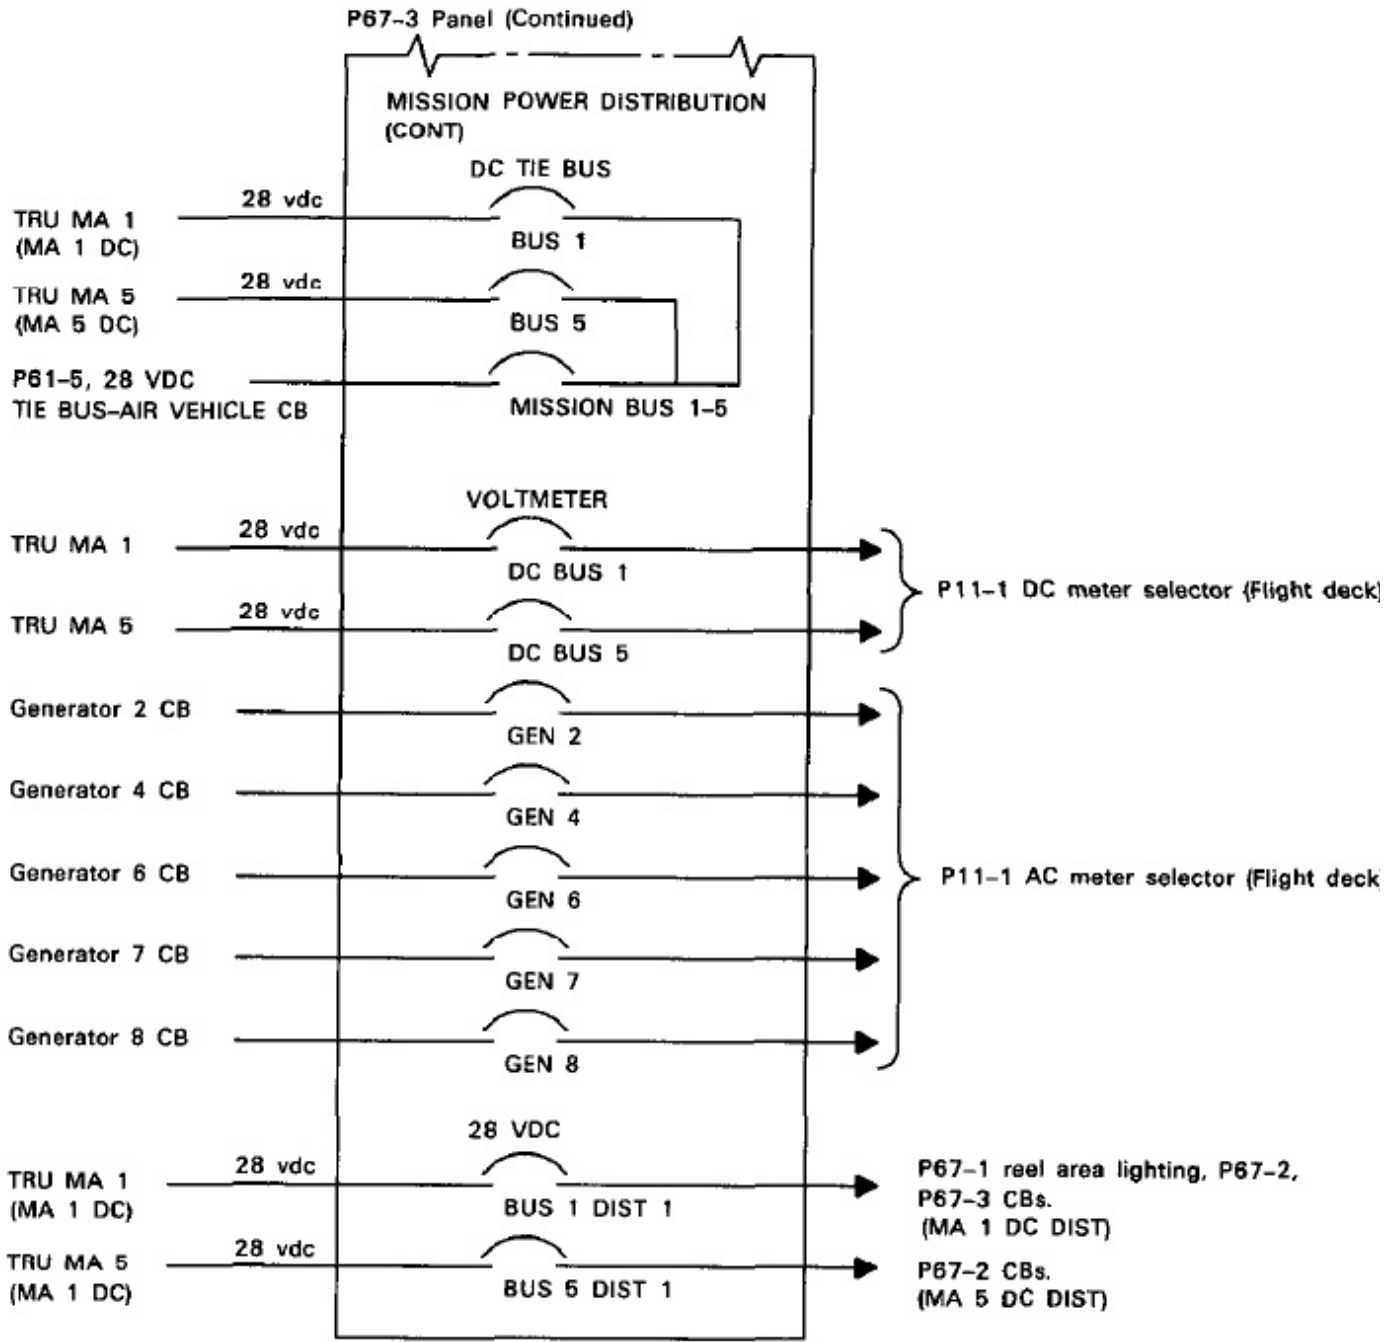 P67-3 Panel (Continued)
MISSION POWER DISTRIBUTION
(CONT)
DC TIE BUS
TRU MA 1
(MA 1 DC)
28 vdc
BUS 1
TRU MA 5
(MA 5 DC)
28 vdc
BUS 5
P61-5, 28 VDC
TIE BUS-AIR VEHICLE CB
MISSION BUS 1-5
VOLTMETER
TRU MA 1
28 vdc
DC BUS 1
TRU MA 5
28 vdc
DC BUS 5
P11-1 DC meter selector (Flight deck)
Generator 2 CB
GEN 2
Generator 4 CB
GEN 4
Generator 6 CB
GEN 6
P11-1 AC meter selector (Flight deck)
Generator 7 CB
GEN 7
Generator 8 CB
GEN 8
28 VDC
TRU MA 1
(MA 1 DC)
28 vdc
BUS 1 DIST 1
P67-1 reel area lighting, P67-2,
P67-3 CBs.
(MA 1 DC DIST)
TRU MA 5
(MA 1 DC)
28 vdc
BUS 5 DIST 1
P67-2 CBs.
(MA 5 DC DIST)